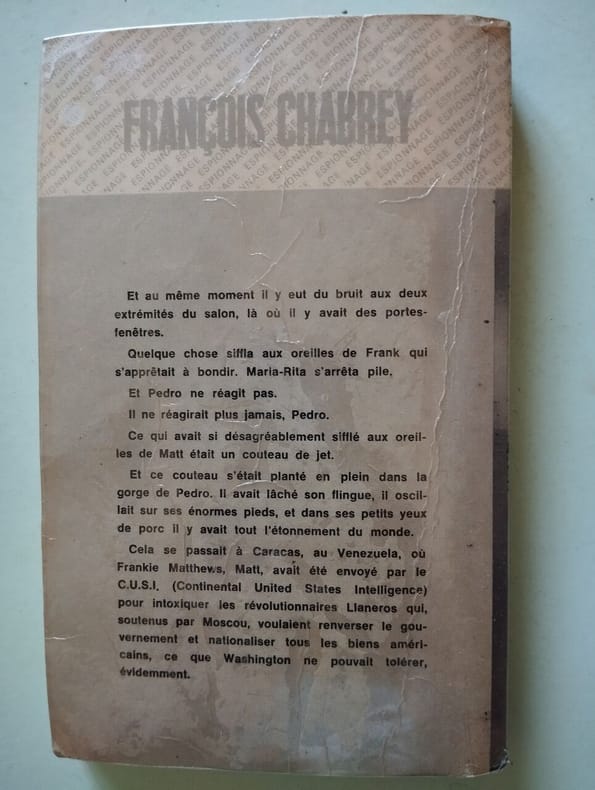 FRANÇOIS CHABREY
Et au même moment il y eut du bruit aux deux
extrémités du salon, là où il y avait des portes-
fenêtres.
Quelque chose siffla aux oreilles de Frank qui
s'apprêtait à bondir. Maria-Rita s'arrêta pile.
Et Pedro ne réagit pas.
Il ne réagirait plus jamais, Pedro.
Ce qui avait si désagréablement sifflé aux oreil-
les de Matt était un couteau de jet.
Et ce couteau s'était planté en plein dans la
gorge de Pedro. Il avait lâché son flingue, il oscil-
lait sur ses énormes pieds, et dans ses petits yeux
de porc il y avait tout l'étonnement du monde.
Cela se passait à Caracas, au Venezuela, où
Frankie Matthews, Matt, avait été envoyé par le
C.U.S.I. (Continental United States Intelligence)
pour intoxiquer les révolutionnaires Llaneros qui,
soutenus par Moscou, voulaient renverser le gou-
vernement et nationaliser tous les biens améri-
cains, ce que Washington ne pouvait tolérer,
évidemment.